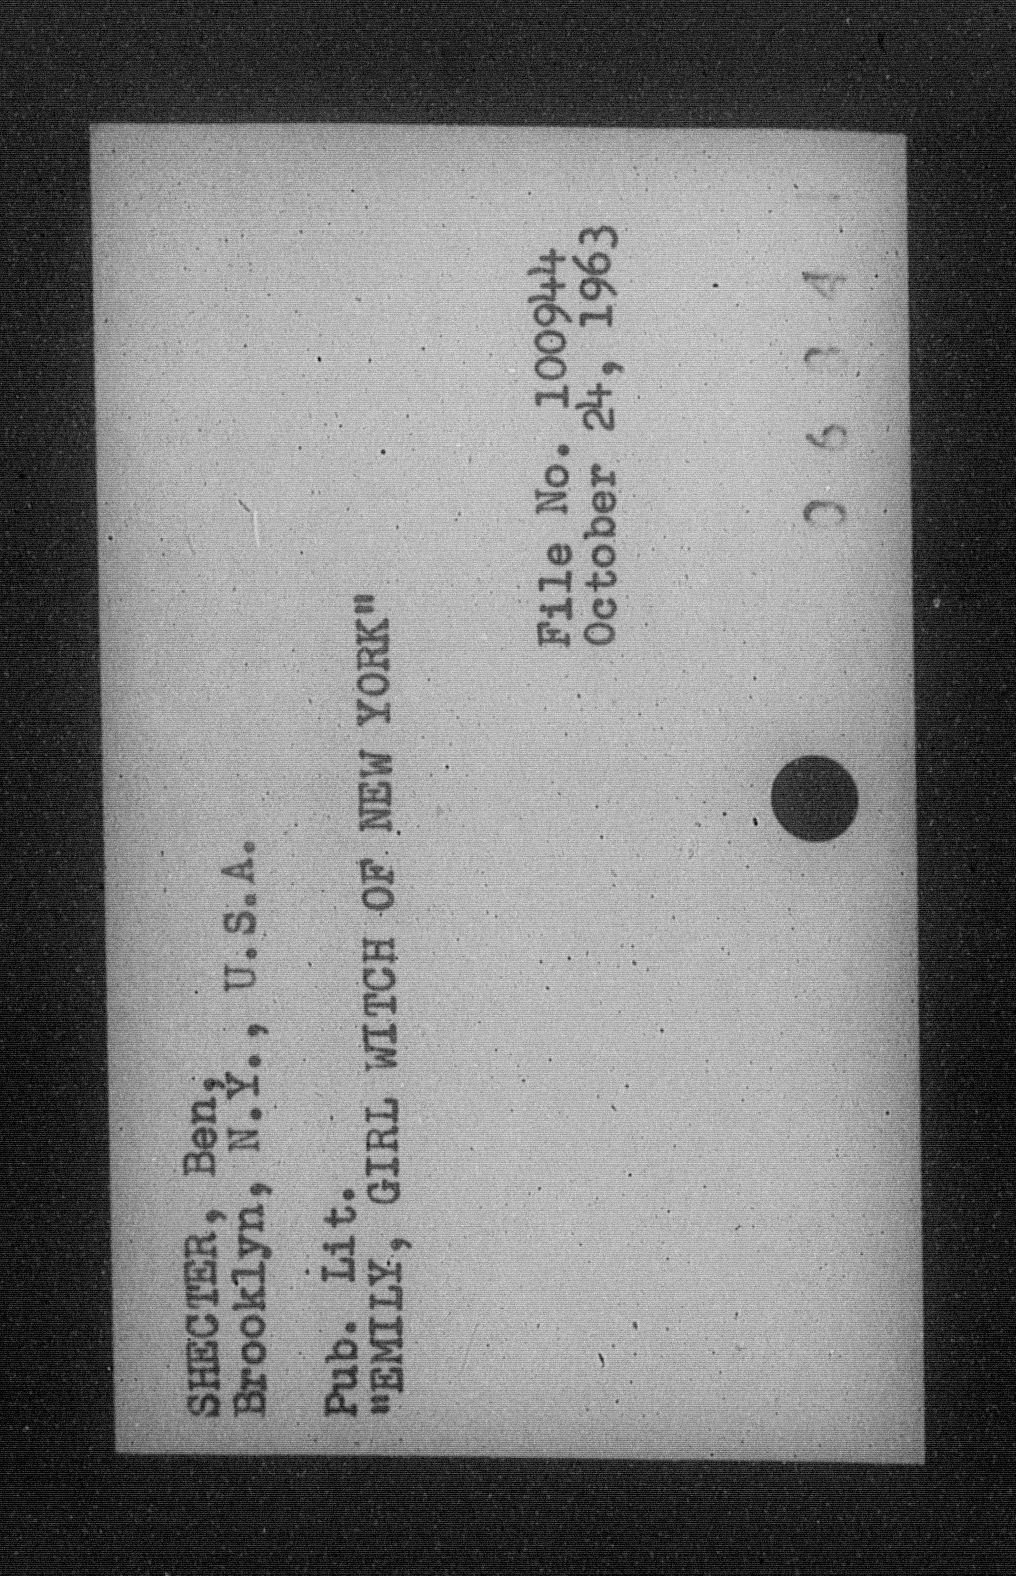 SHECTER, Ben,
Brooklyn, N.Y., U.S.A.
Pub. Lit.
"EMILY, GIRL WITCH OF NEW YORK"
File No. 100944
October 24, 1963